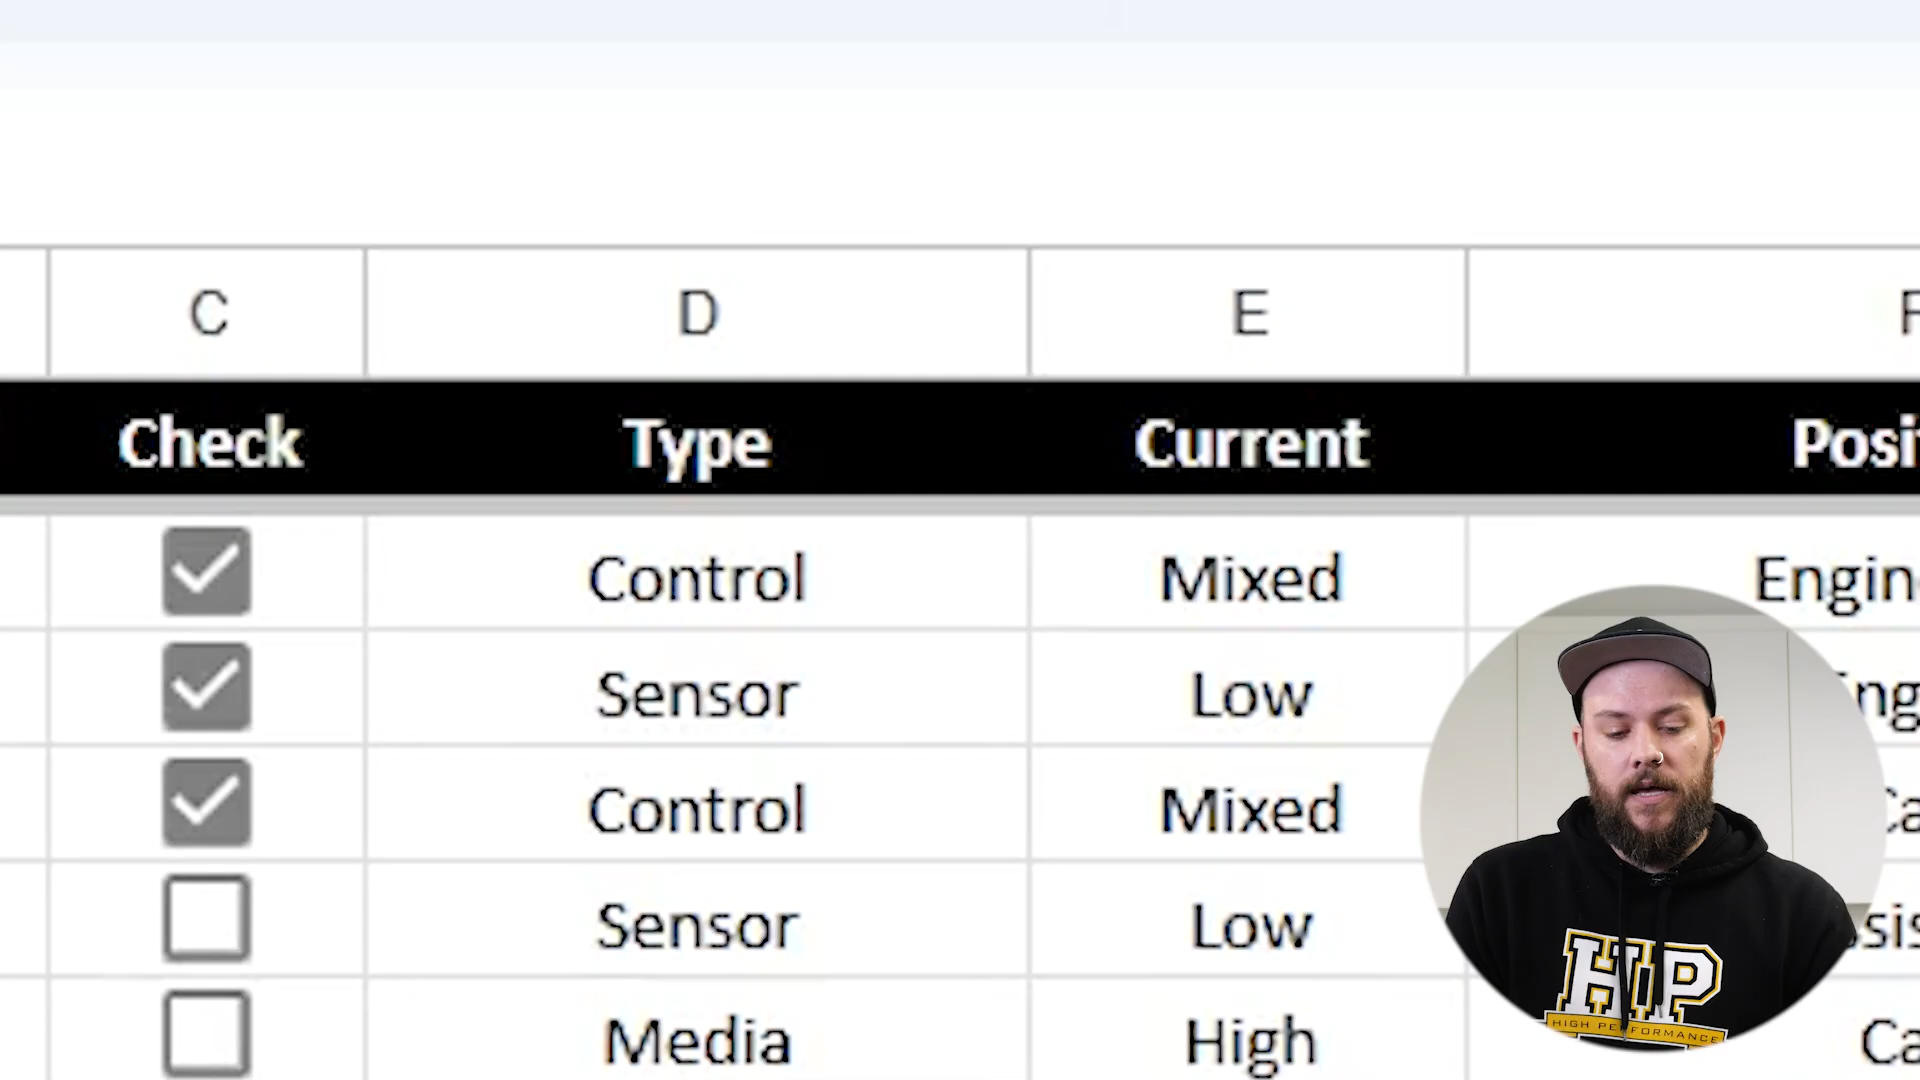 C D E F
Check Type Current Posi
Control Mixed Engin
Sensor Low ng
Control Mixed Ca
Sensor Low sis
Media High Ca
HP
HIGH PERFORMANCE